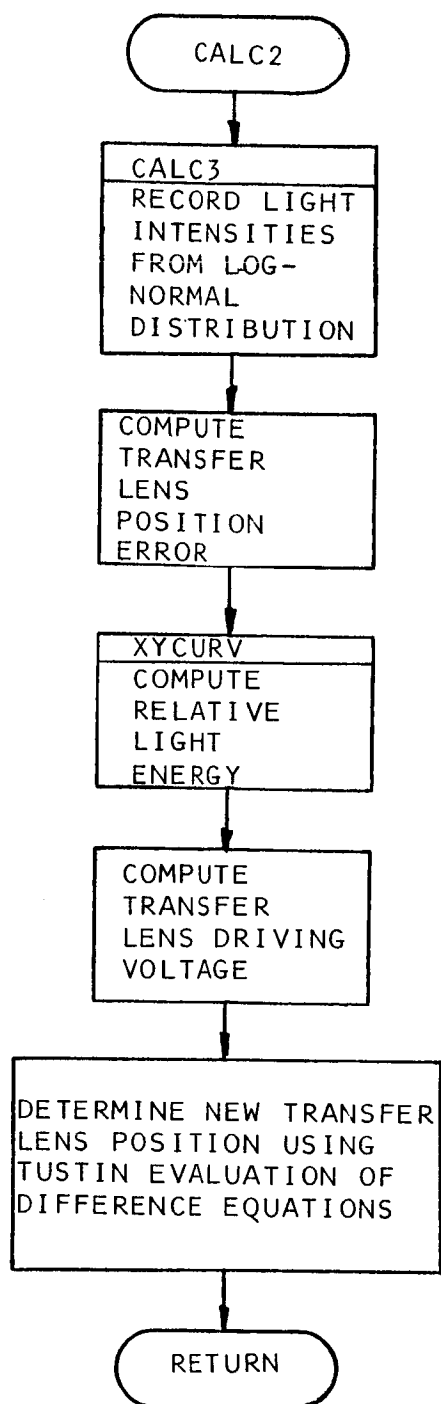 CALC2
CALC3
RECORD LIGHT
INTENSITIES
FROM LOG-
NORMAL
DISTRIBUTION
COMPUTE
TRANSFER
LENS
POSITION
ERROR
XYCURV
COMPUTE
RELATIVE
LIGHT
ENERGY
COMPUTE
TRANSFER
LENS DRIVING
VOLTAGE
DETERMINE NEW TRANSFER
LENS POSITION USING
TUSTIN EVALUATION OF
DIFFERENCE EQUATIONS
RETURN